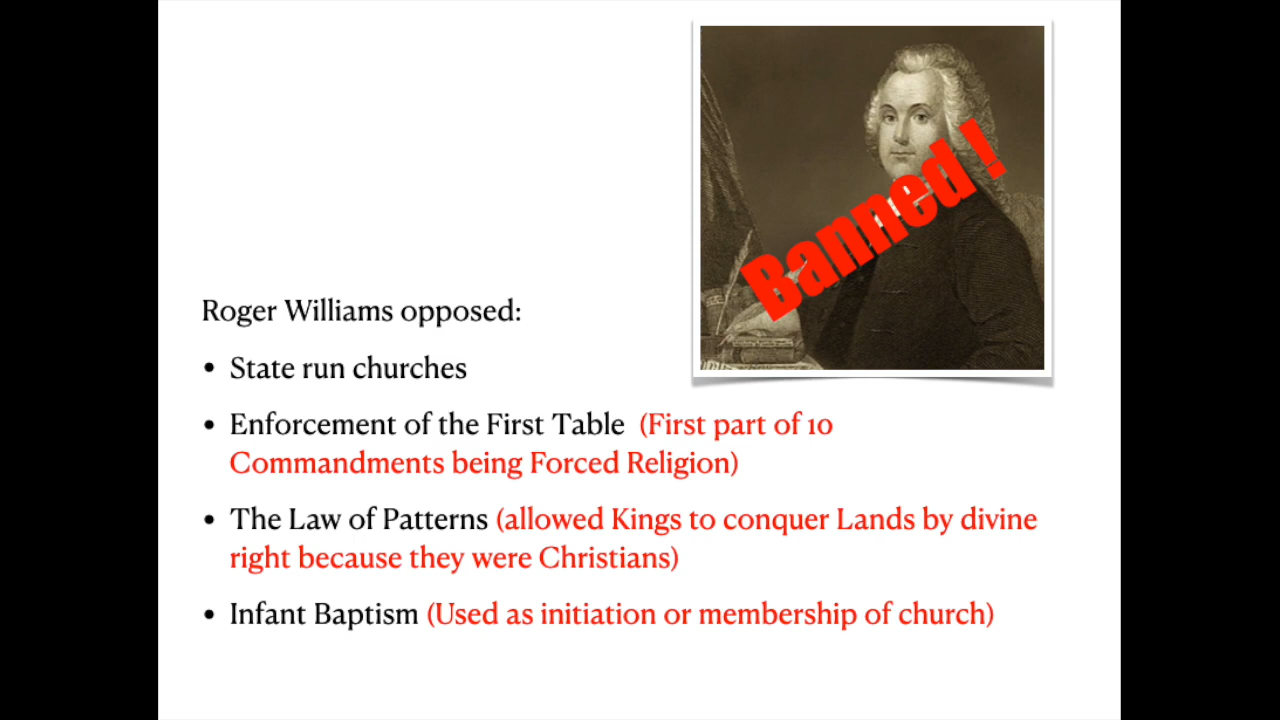 Banned !
Roger Williams opposed:
• State run churches
• Enforcement of the First Table (First part of 10
Commandments being Forced Religion)
• The Law of Patterns (allowed Kings to conquer Lands by divine
right because they were Christians)
• Infant Baptism (Used as initiation or membership of church)